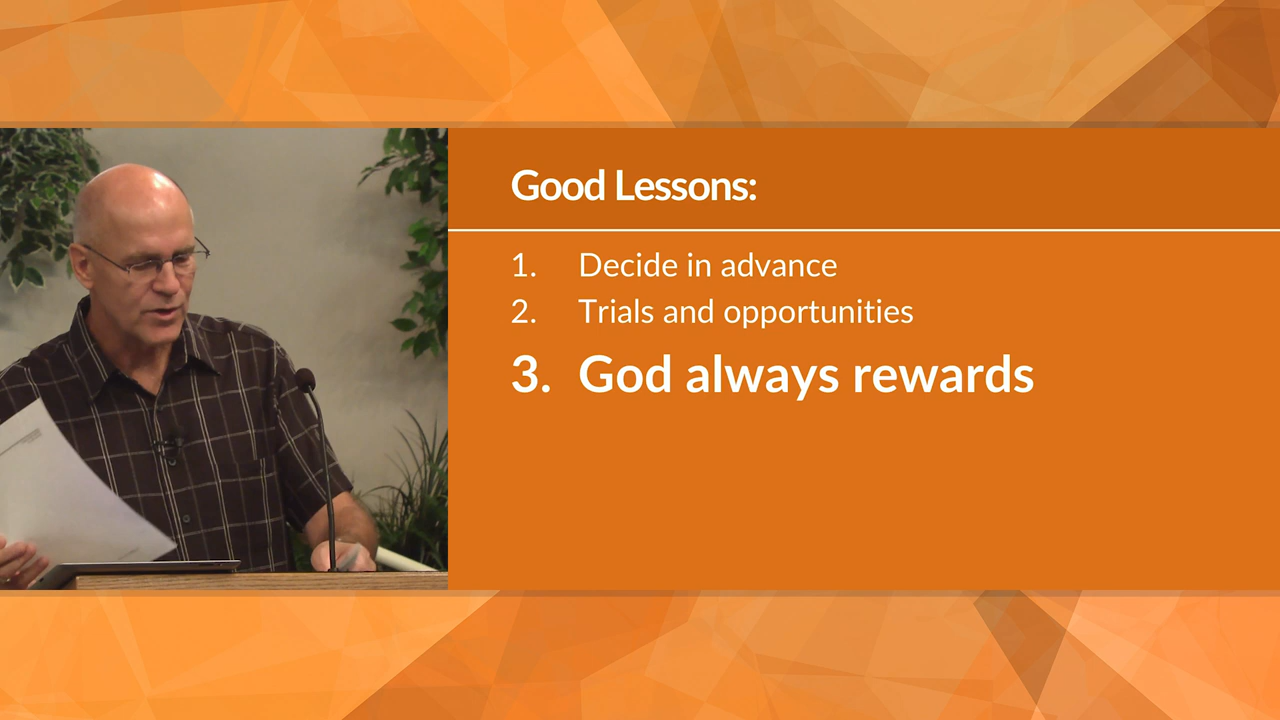 Good Lessons:
1. Decide in advance
2. Trials and opportunities
3. God always rewards